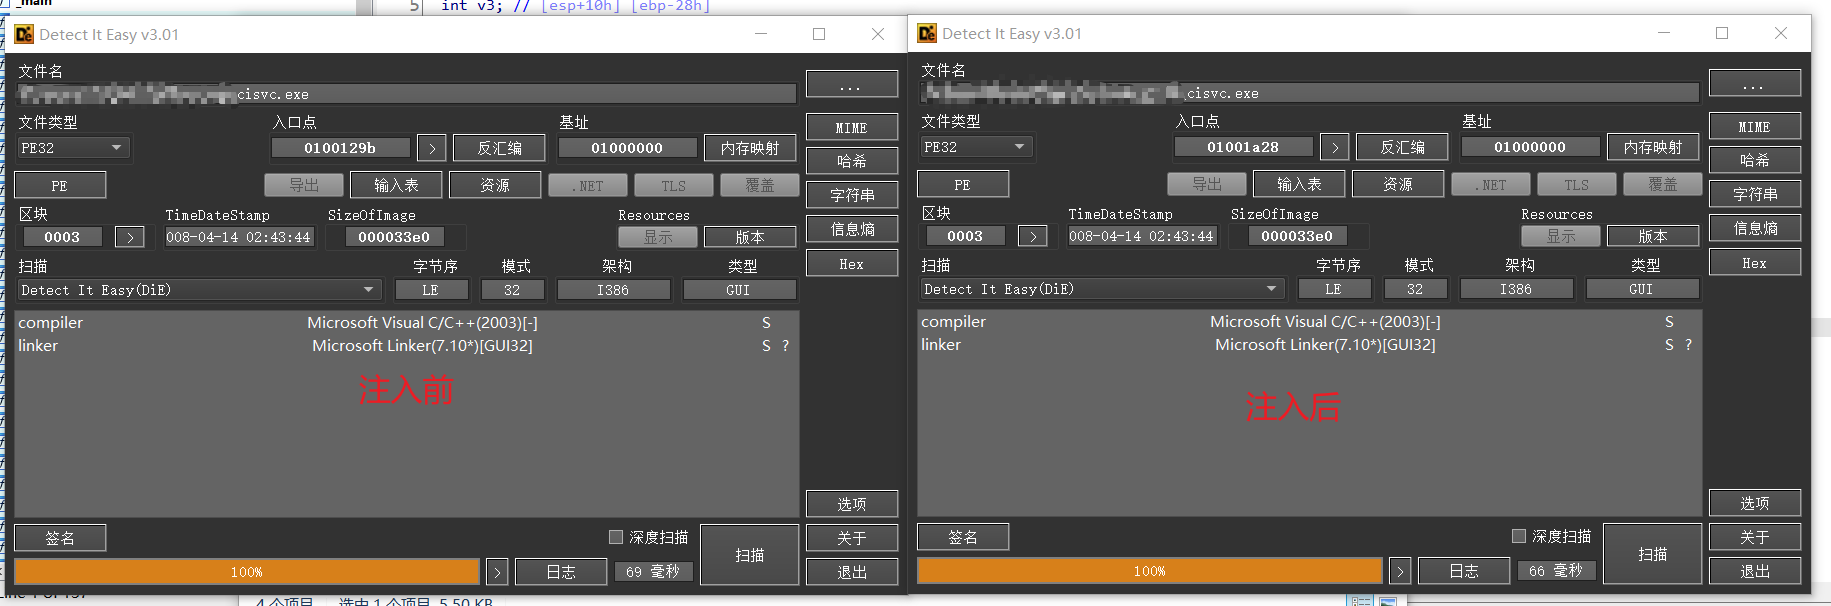 _main
5 int v3; // [esp+10h] [ebp-28h]
Detect It Easy v3.01
文件名
cisvc.exe
...
文件类型
入口点
基址
PE32
0100129b
>
反汇编
01000000
内存映射
MIME
PE
导出
输入表
资源
.NET
TLS
覆盖
哈希
区块
TimeDateStamp
SizeOfImage
Resources
字符串
0003
>
008-04-14 02:43:44
000033e0
显示
版本
信息熵
扫描
字节序
模式
架构
类型
Hex
Detect It Easy(DiE)
LE
32
I386
GUI
compiler Microsoft Visual C/C++(2003)[-] S
linker Microsoft Linker(7.10*)[GUI32] S ?
注入前
选项
签名
深度扫描
扫描
关于
100%
>
日志
69 毫秒
退出
Detect It Easy v3.01
文件名
cisvc.exe
...
文件类型
入口点
基址
PE32
01001a28
>
反汇编
01000000
内存映射
MIME
PE
导出
输入表
资源
.NET
TLS
覆盖
哈希
区块
TimeDateStamp
SizeOfImage
Resources
字符串
0003
>
008-04-14 02:43:44
000033e0
显示
版本
信息熵
扫描
字节序
模式
架构
类型
Hex
Detect It Easy(DiE)
LE
32
I386
GUI
compiler Microsoft Visual C/C++(2003)[-] S
linker Microsoft Linker(7.10*)[GUI32] S ?
注入后
选项
签名
深度扫描
扫描
关于
100%
>
日志
66 毫秒
退出
4 个项目 选中 1 个项目 5.50 KB